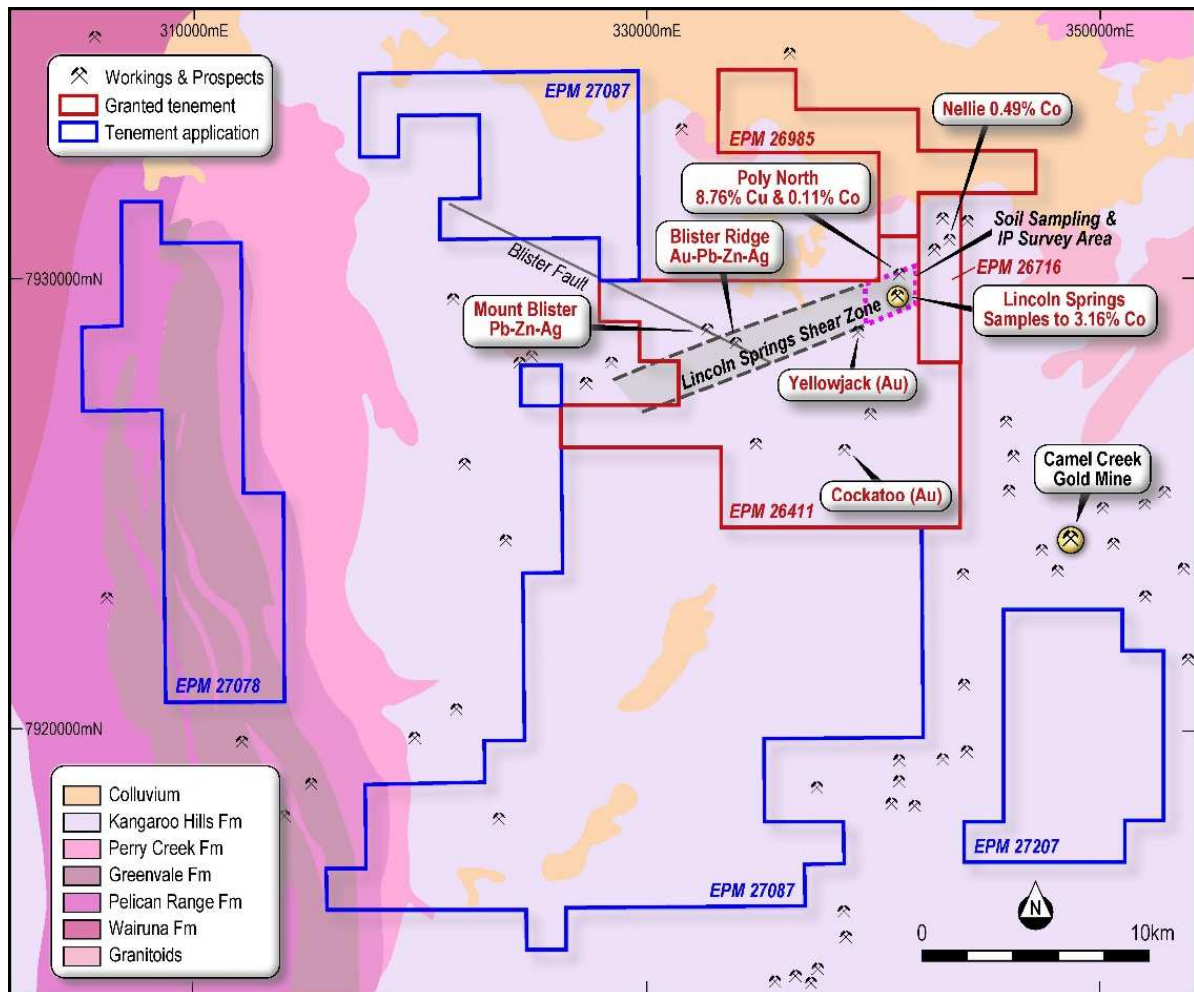 310000mE
330000mE
350000mE
Workings & Prospects
Granted tenement
Tenement application
EPM 27087
EPM 26985
Nellie 0.49% Co
Poly North
8.76% Cu & 0.11% Co
Soil Sampling &
IP Survey Area
Blister Ridge
Au-Pb-Zn-Ag
Blister Fault
EPM 26716
7930000mN
Mount Blister
Pb-Zn-Ag
Lincoln Springs Shear Zone
Lincoln Springs
Samples to 3.16% Co
Yellowjack (Au)
Camel Creek
Gold Mine
Cockatoo (Au)
EPM 26411
EPM 27078
7920000mN
Colluvium
Kangaroo Hills Fm
Perry Creek Fm
Greenvale Fm
Pelican Range Fm
Wairuna Fm
Granitoids
EPM 27207
EPM 27087
N
0
10km